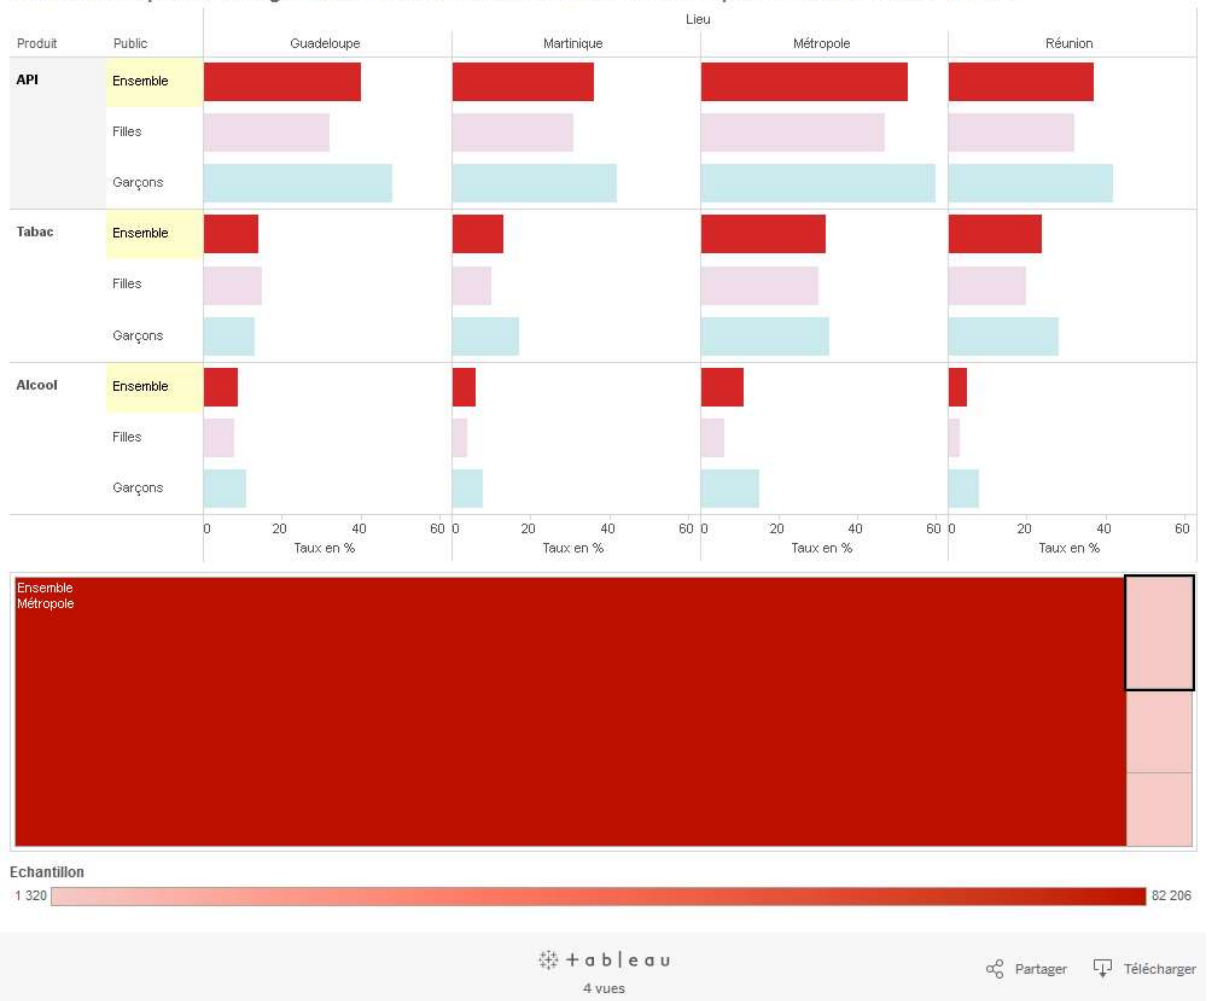 Lieu
Produit Public Guadeloupe Martinique Métropole Réunion
API Ensemble
Filles
Garçons
Tabac Ensemble
Filles
Garçons
Alcool Ensemble
Filles
Garçons
0 20 40 60 0 20 40 60 0 20 40 60 0 20 40 60
Taux en % Taux en % Taux en % Taux en %
Ensemble
Métropole
Echantillon
1 320 82 206
+ableau
4 vues
Partager Télécharger